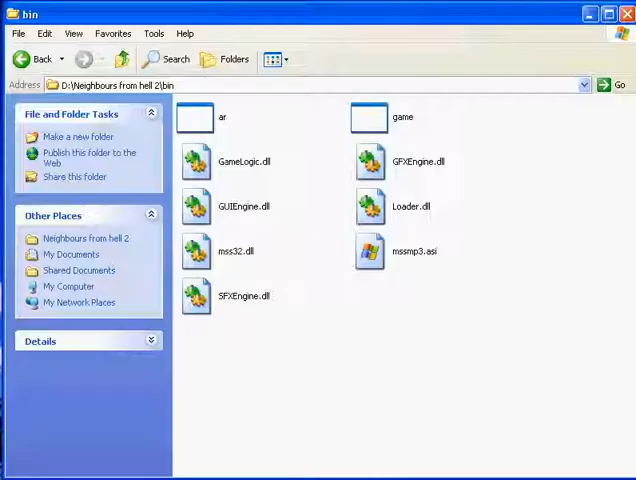 bin
File Edit View Favorites Tools Help
Back Search Folders
Address D:\Neighbours from hell 2\bin Go
File and Folder Tasks
Make a new folder
Publish this folder to the
Web
Share this folder
Other Places
Neighbours from hell 2
My Documents
Shared Documents
My Computer
My Network Places
Details
ar game
GameLogic.dll GFXEngine.dll
GUIEngine.dll Loader.dll
mss32.dll mssmp3.asi
SFXEngine.dll